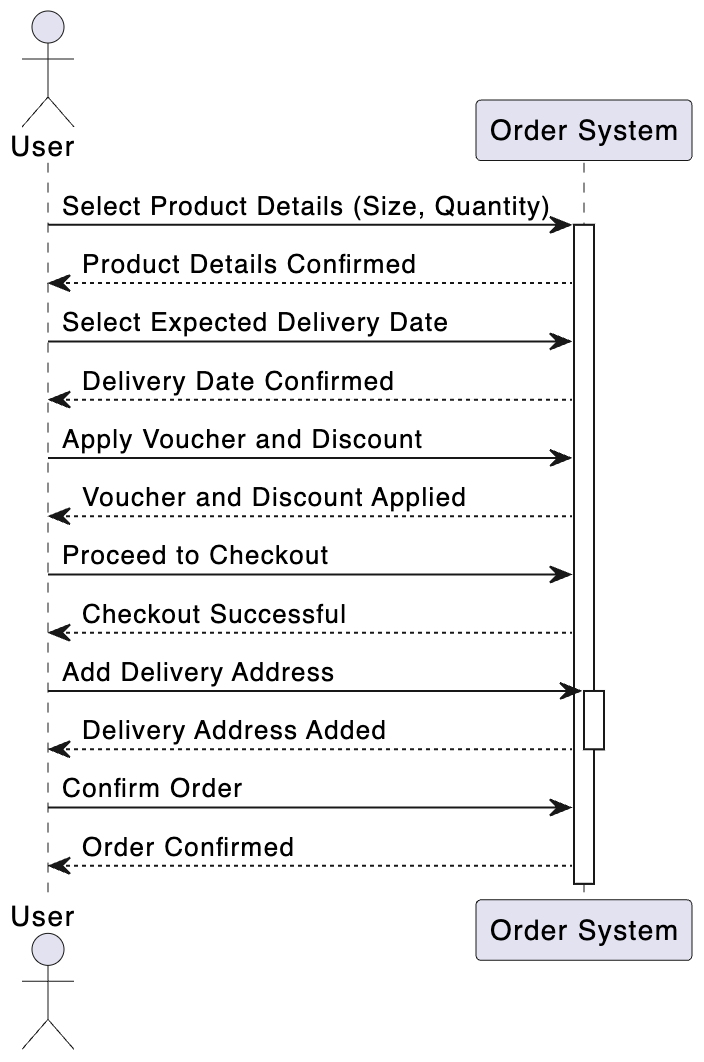 User
Order System
Select Product Details (Size, Quantity)
Product Details Confirmed
Select Expected Delivery Date
Delivery Date Confirmed
Apply Voucher and Discount
Voucher and Discount Applied
Proceed to Checkout
Checkout Successful
Add Delivery Address
Delivery Address Added
Confirm Order
Order Confirmed
User
Order System